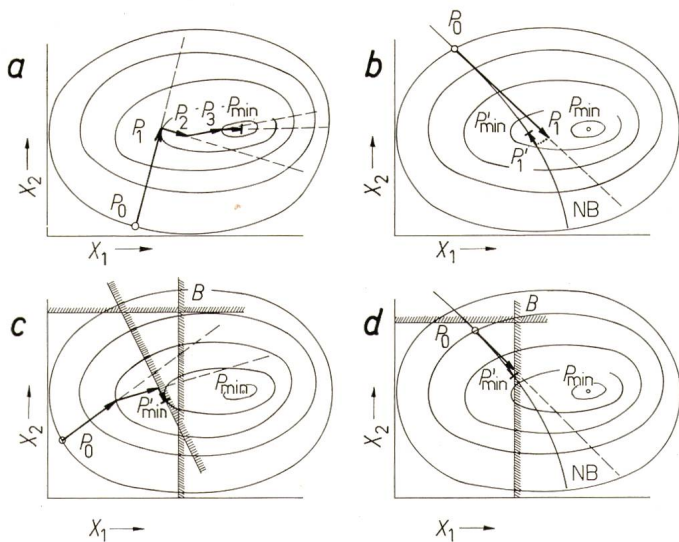 a
P₂ P₃ Pmin
P₁
P₀
X₂
X₁
b
P₀
P'min P₁ Pmin
P₁'
NB
X₂
X₁
c
B
Pmin
P'min
P₀
X₂
X₁
d
B
P₀
P'min Pmin
NB
X₂
X₁